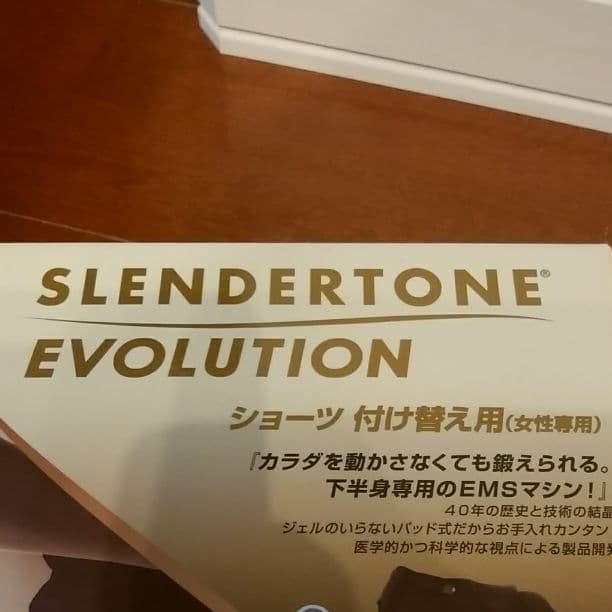 SLENDERTONE®
EVOLUTION
ショーツ 付け替え用(女性専用)
『カラダを動かさなくても鍛えられる。
下半身専用のEMSマシン！』
40年の歴史と技術の結晶
ジェルのいらないパッド式だからお手入れカンタン
医学的かつ科学的な視点による製品開発